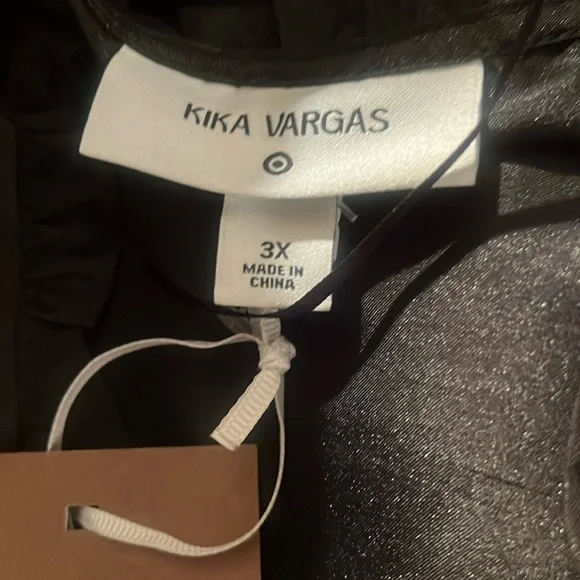 KIKA VARGAS
3X
MADE IN
CHINA